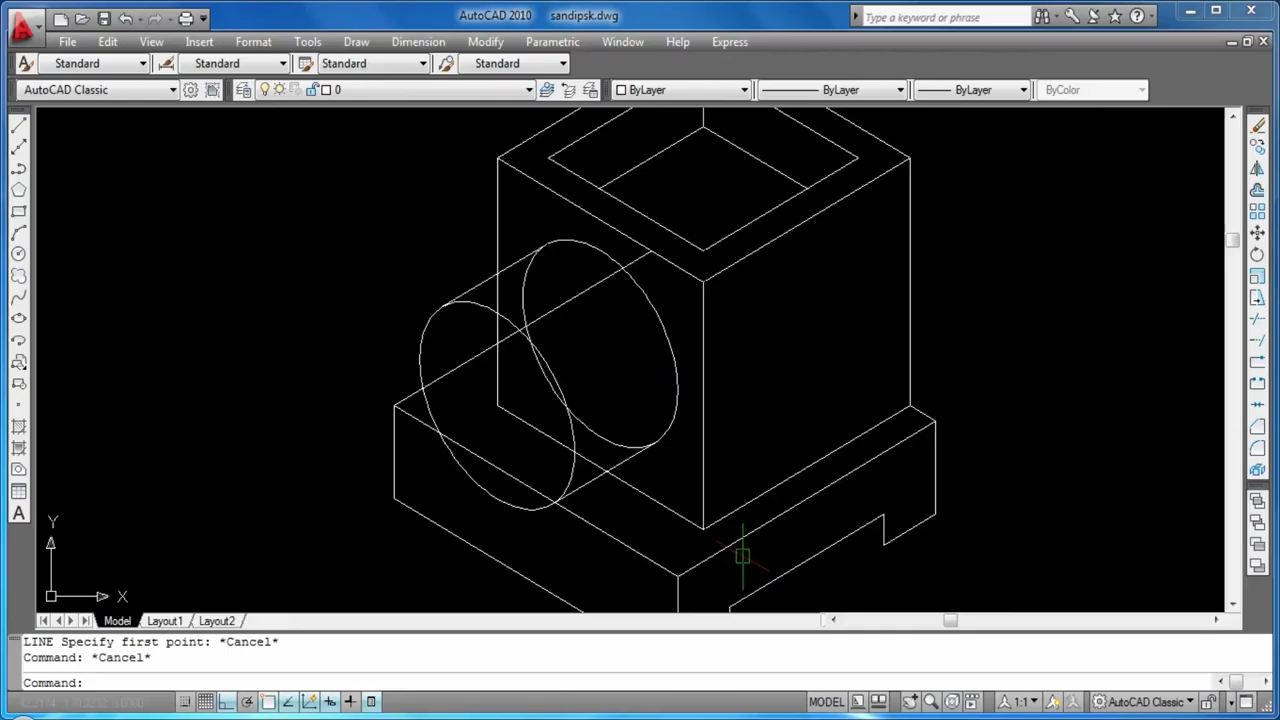 AutoCAD 2010 sandipsk.dwg
Type a keyword or phrase
File Edit View Insert Format Tools Draw Dimension Modify Parametric Window Help Express
Standard Standard Standard Standard
AutoCAD Classic 0 ByLayer ByLayer ByLayer ByColor
A
Y
X
Model Layout1 Layout2
LINE Specify first point: *Cancel*
Command: *Cancel*
Command:
MODEL 1:1 AutoCAD Classic